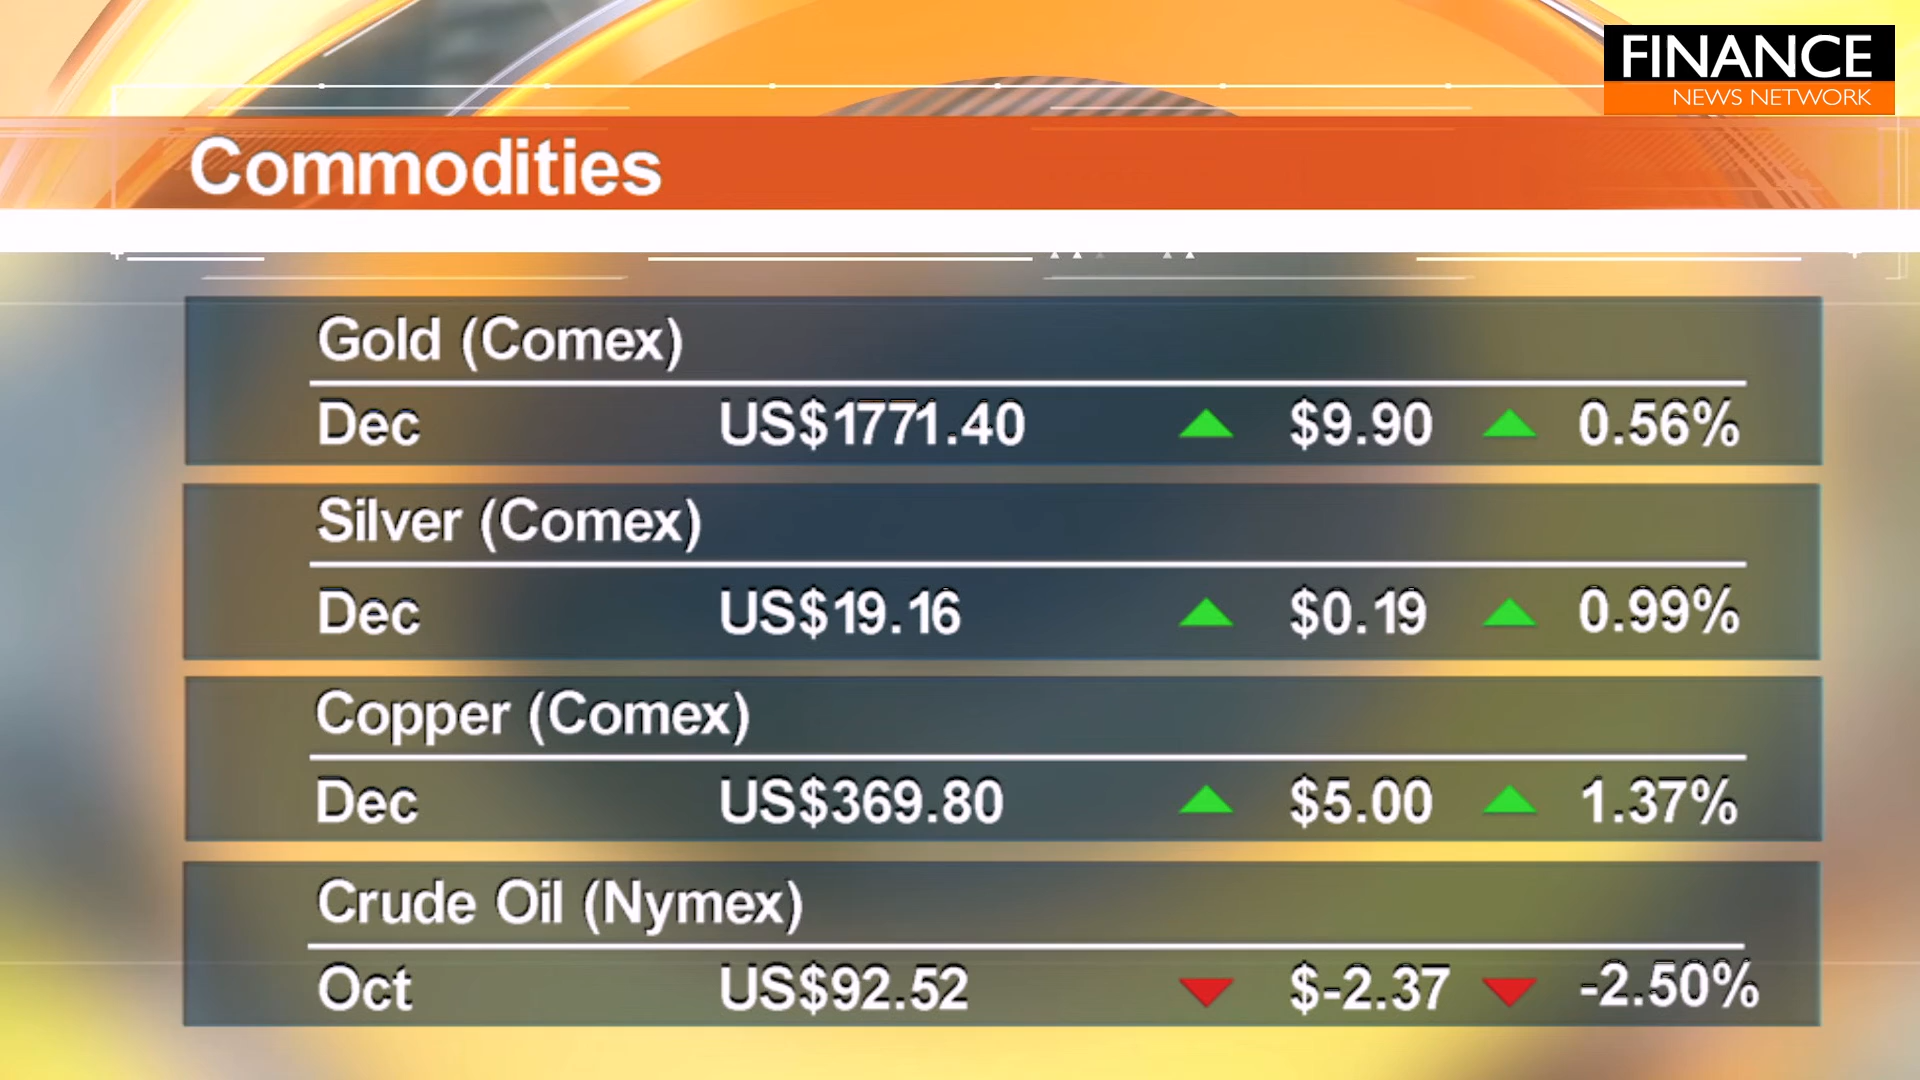 FINANCE
NEWS NETWORK
Commodities
Gold (Comex)
Dec US$1771.40 $9.90 0.56%
Silver (Comex)
Dec US$19.16 $0.19 0.99%
Copper (Comex)
Dec US$369.80 $5.00 1.37%
Crude Oil (Nymex)
Oct US$92.52 $-2.37 -2.50%